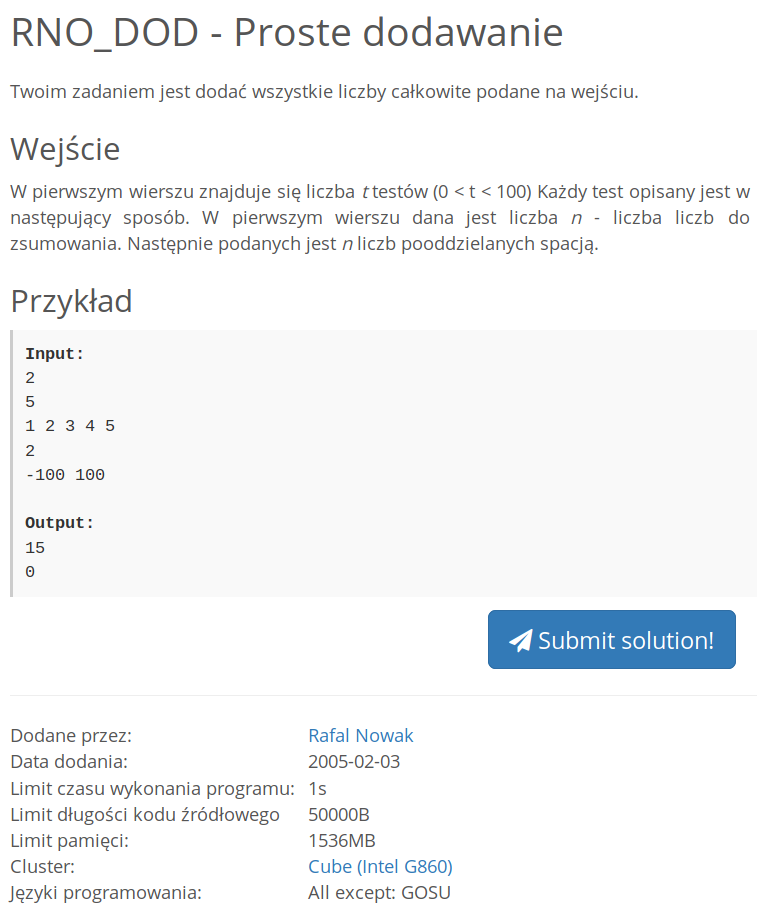 RNO_DOD - Proste dodawanie
Twoim zadaniem jest dodać wszystkie liczby całkowite podane na wejściu.
Wejście
W pierwszym wierszu znajduje się liczba t testów (0 < t < 100) Każdy test opisany jest w
następujący sposób. W pierwszym wierszu dana jest liczba n - liczba liczb do
zsumowania. Następnie podanych jest n liczb pooddzielanych spacją.
Przykład
Input:
2
5
1 2 3 4 5
2
-100 100
Output:
15
0
Submit solution!
Dodane przez: Rafal Nowak
Data dodania: 2005-02-03
Limit czasu wykonania programu: 1s
Limit długości kodu źródłowego 50000B
Limit pamięci: 1536MB
Cluster: Cube (Intel G860)
Języki programowania: All except: GOSU